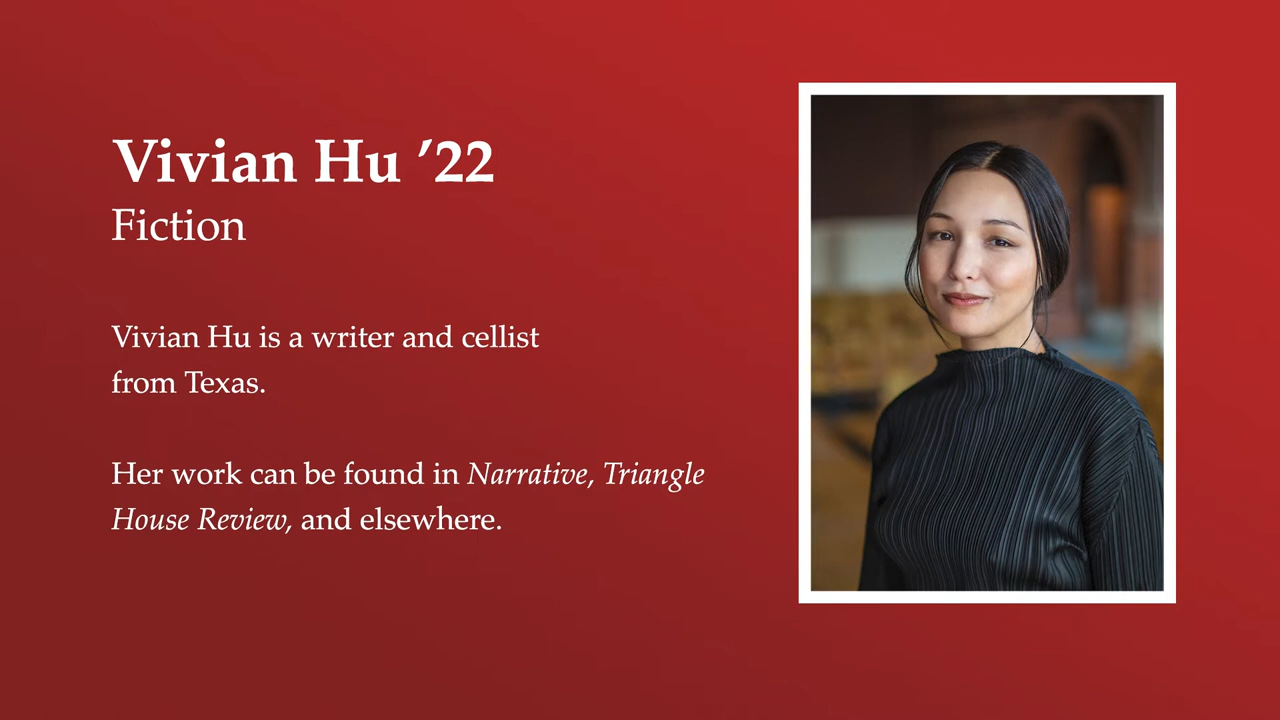 Vivian Hu ’22
Fiction
Vivian Hu is a writer and cellist
from Texas.
Her work can be found in Narrative, Triangle
House Review, and elsewhere.